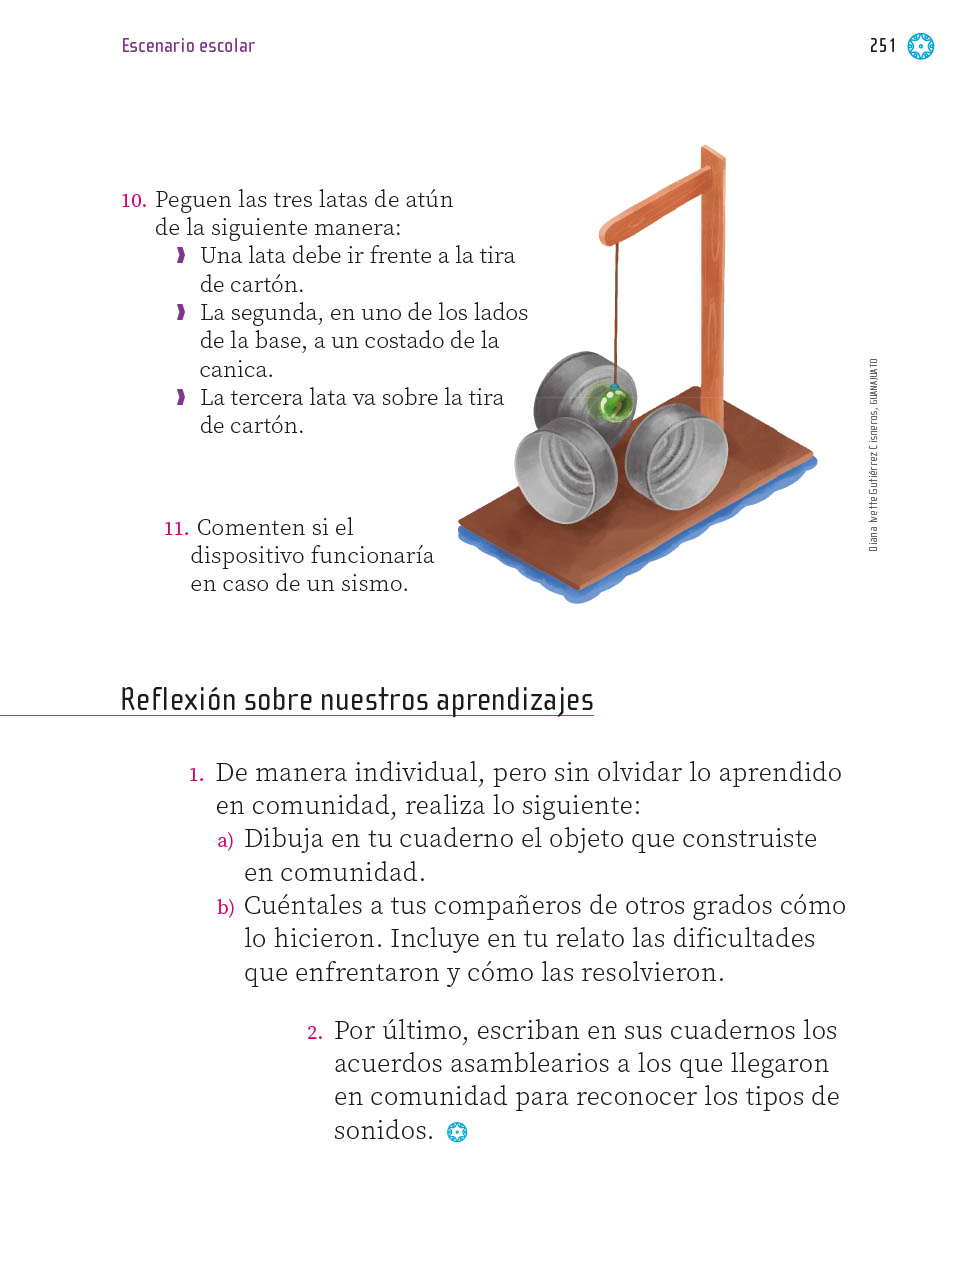 Escenario escolar
251
10. Peguen las tres latas de atún
de la siguiente manera:
Una lata debe ir frente a la tira
de cartón.
La segunda, en uno de los lados
de la base, a un costado de la
canica.
La tercera lata va sobre la tira
de cartón.
11. Comenten si el
dispositivo funcionaría
en caso de un sismo.
Diana Ivette Gutiérrez Cisneros, GUANAJUATO
Reflexión sobre nuestros aprendizajes
1. De manera individual, pero sin olvidar lo aprendido
en comunidad, realiza lo siguiente:
a) Dibuja en tu cuaderno el objeto que construiste
en comunidad.
b) Cuéntales a tus compañeros de otros grados cómo
lo hicieron. Incluye en tu relato las dificultades
que enfrentaron y cómo las resolvieron.
2. Por último, escriban en sus cuadernos los
acuerdos asamblearios a los que llegaron
en comunidad para reconocer los tipos de
sonidos.